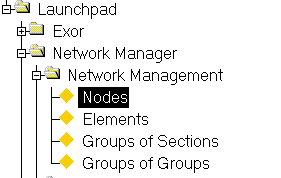 Launchpad
Exor
Network Manager
Network Management
Nodes
Elements
Groups of Sections
Groups of Groups